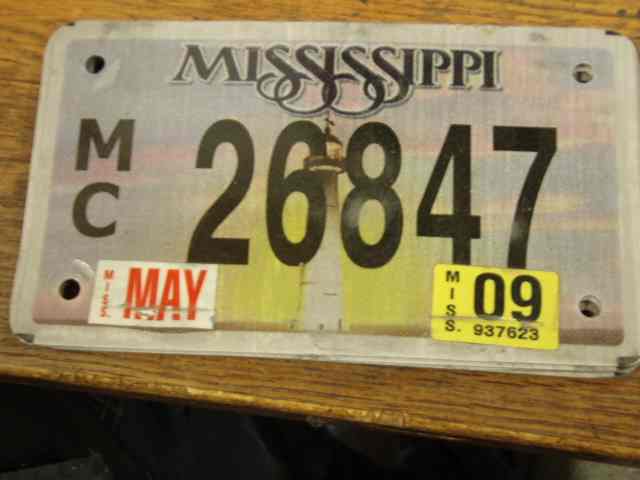 MISSISSIPPI
MC 26847
MISS. MAY
MISS. 09
937623